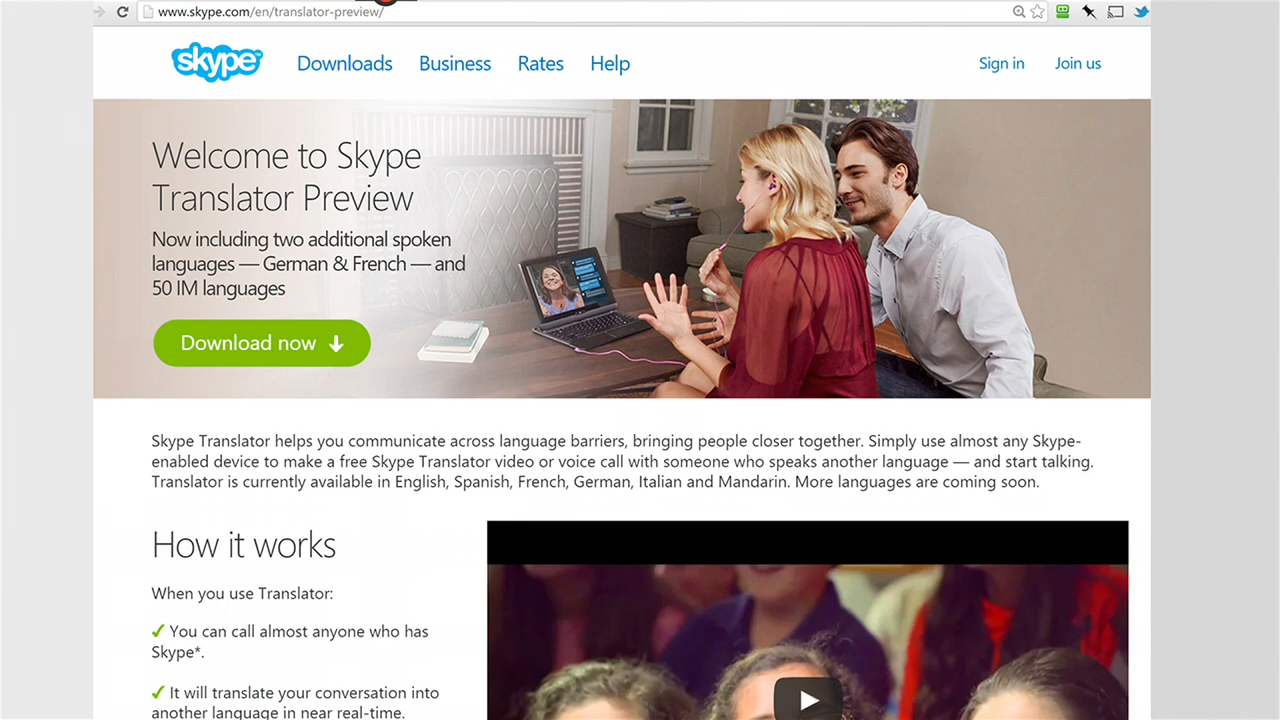 www.skype.com/en/translator-preview/
skype™
Downloads
Business
Rates
Help
Sign in
Join us
Welcome to Skype
Translator Preview
Now including two additional spoken
languages — German & French — and
50 IM languages
Download now
Skype Translator helps you communicate across language barriers, bringing people closer together. Simply use almost any Skype-
enabled device to make a free Skype Translator video or voice call with someone who speaks another language — and start talking.
Translator is currently available in English, Spanish, French, German, Italian and Mandarin. More languages are coming soon.
How it works
When you use Translator:
You can call almost anyone who has
Skype*.
It will translate your conversation into
another language in near real-time.